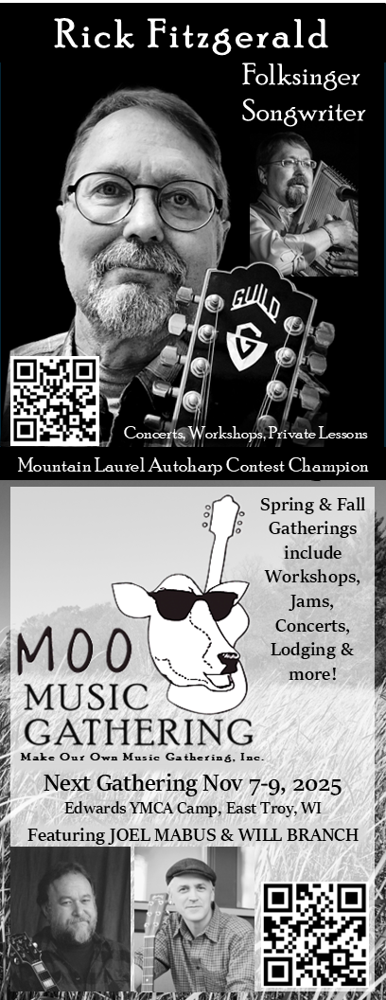 Rick Fitzgerald
Folksinger
Songwriter
GUILD
G
Concerts, Workshops, Private Lessons
Mountain Laurel Autoharp Contest Champion
Spring & Fall
Gatherings
include
Workshops,
Jams,
Concerts,
Lodging &
more!
MOO
MUSIC
GATHERING
Make Our Own Music Gathering, Inc.
Next Gathering Nov 7-9, 2025
Edwards YMCA Camp, East Troy, WI
Featuring JOEL MABUS & WILL BRANCH